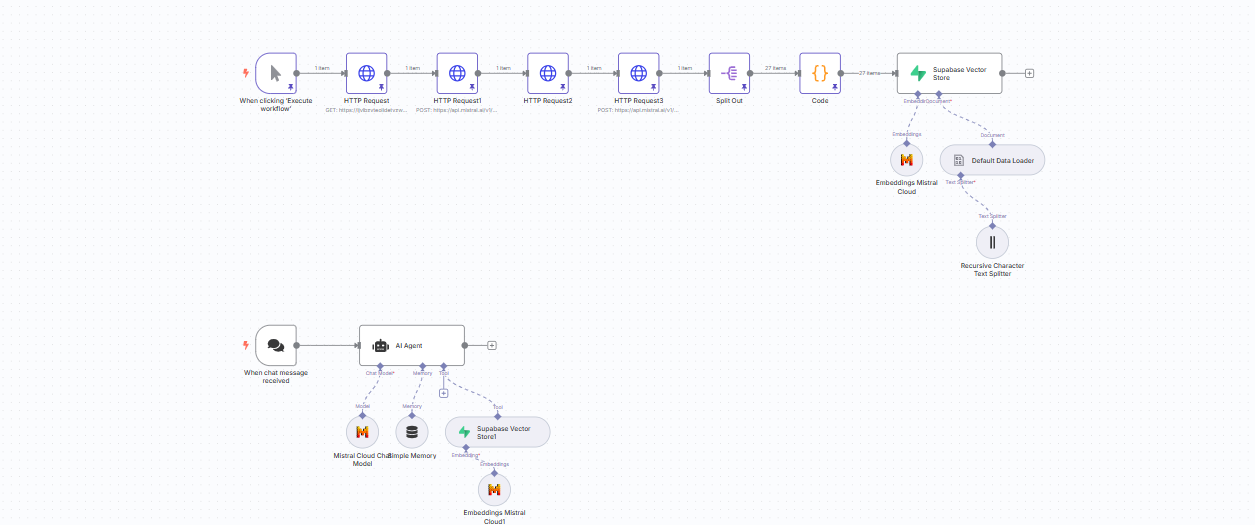 1 item
1 item
1 item
1 item
1 item
27 items
27 items
When clicking 'Execute
workflow'
HTTP Request
HTTP Request1
POST: https://api.mistral.ai/v1/...
HTTP Request2
HTTP Request3
POST: https://api.mistral.ai/v1/...
Split Out
Code
Supabase Vector
Store
Document*
Embeddings
Document
Embeddings Mistral
Cloud
Default Data Loader
Text Splitter*
Text Splitter
Recursive Character
Text Splitter
When chat message
received
AI Agent
Chat Model*
Memory
Tool
Model
Memory
Tool
Mistral Cloud Chat
Model
Simple Memory
Supabase Vector
Store1
Embedding*
Embeddings
Embeddings Mistral
Cloud1